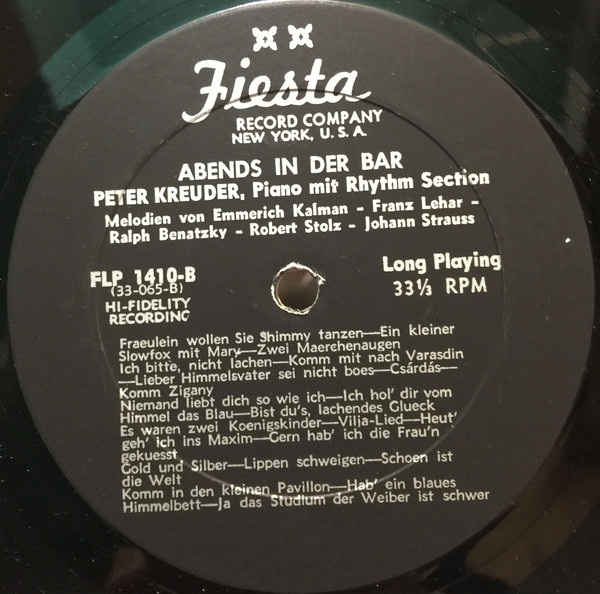 Fiesta
RECORD COMPANY
NEW YORK, U. S. A.
ABENDS IN DER BAR
PETER KREUDER, Piano mit Rhythm Section
Melodien von Emmerich Kalman - Franz Lehar -
Ralph Benatzky - Robert Stolz - Johann Strauss
FLP 1410-B
(33-065-B)
HI-FIDELITY
RECORDING
Long Playing
33⅓ RPM
Fraeulein wollen Sie Shimmy tanzen—Ein kleiner
Slowfox mit Mary—Zwei Maerchenaugen
Ich bitte, nicht lachen—Komm mit nach Varasdin
—Lieber Himmelsvater sei nicht boes—Csárdás—
Komm Zigany
Niemand liebt dich so wie ich—Ich hol' dir vom
Himmel das Blau—Bist du's, lachendes Glueck
Es waren zwei Koenigskinder—Vilja-Lied—Heut'
geh' ich ins Maxim—Gern hab' ich die Frau'n
gekuesst
Gold und Silber—Lippen schweigen—Schoen ist
die Welt
Komm in den kleinen Pavillon—Hab' ein blaues
Himmelbett—Ja das Studium der Weiber ist schwer